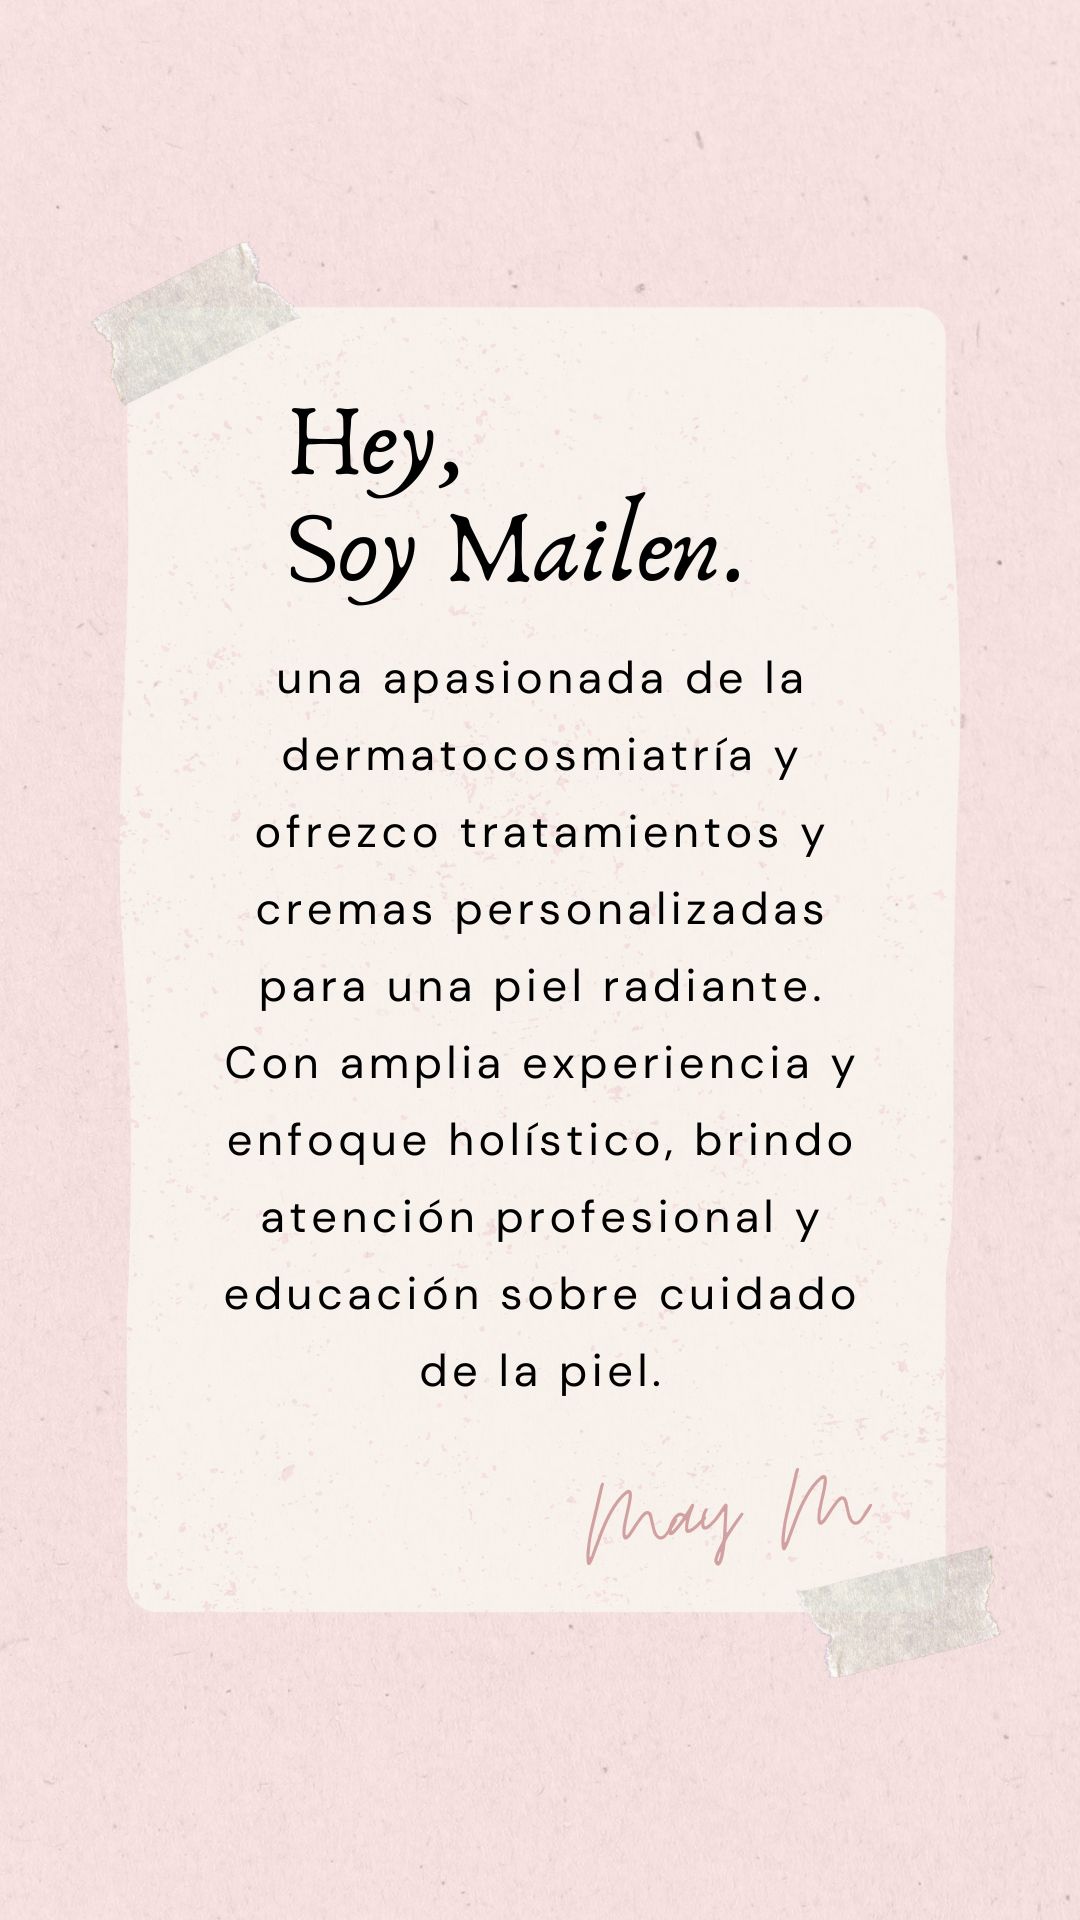 Hey,
Soy Mailen.
una apasionada de la
dermatocosmiatría y
ofrezco tratamientos y
cremas personalizadas
para una piel radiante.
Con amplia experiencia y
enfoque holístico, brindo
atención profesional y
educación sobre cuidado
de la piel.
May M